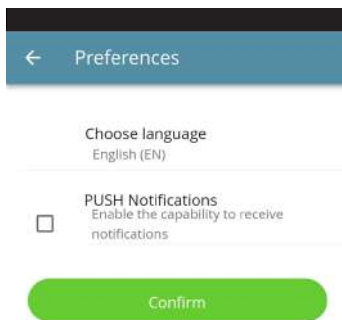 Preferences
Choose language
English (EN)
PUSH Notifications
Enable the capability to receive
notifications
Confirm